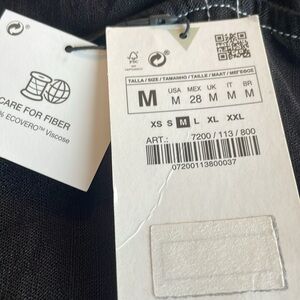 CARE FOR FIBER
% ECOVERO™ Viscose
FSC
TALLA / SIZE / TAMANHO / TAILLE / MAAT /
M
USA MEX UK IT BR
M 28 M M M
XS S M L XL XXL
ART.: 7200 / 113 / 800
07200113800037